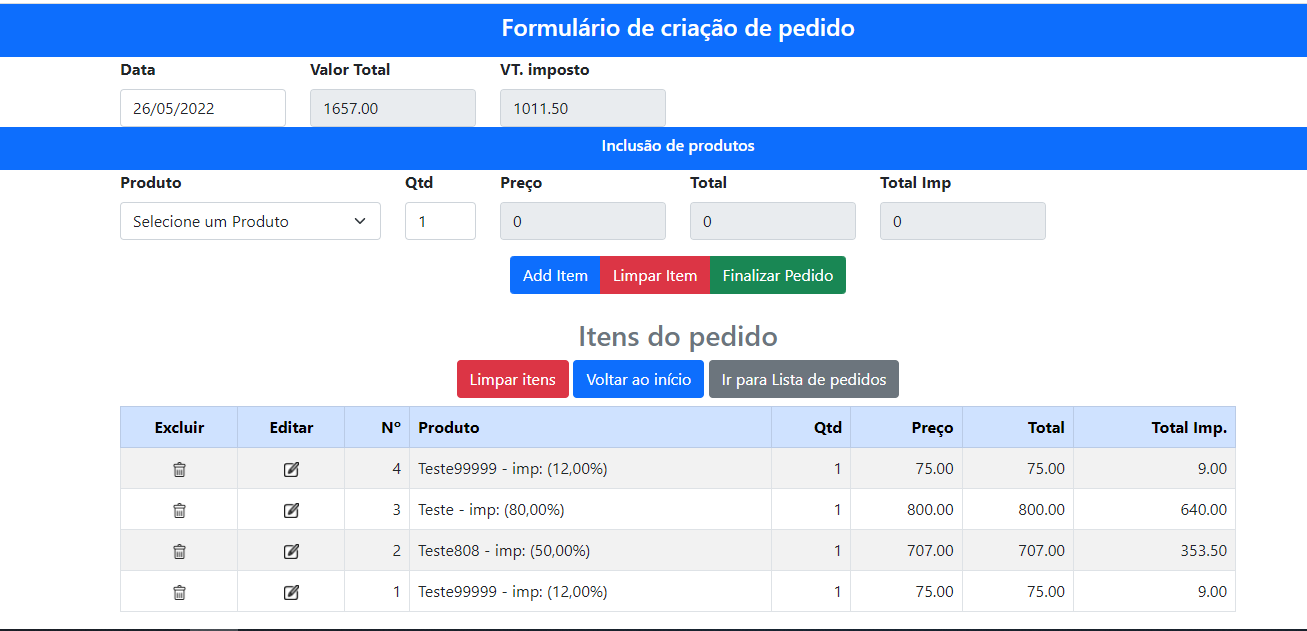 Formulário de criação de pedido
Data Valor Total VT. imposto
26/05/2022 1657.00 1011.50
Inclusão de produtos
Produto Qtd Preço Total Total Imp
Selecione um Produto 1 0 0 0
Add Item Limpar Item Finalizar Pedido
Itens do pedido
Limpar itens Voltar ao início Ir para Lista de pedidos
Excluir Editar Nº Produto Qtd Preço Total Total Imp.
4 Teste99999 - imp: (12,00%) 1 75.00 75.00 9.00
3 Teste - imp: (80,00%) 1 800.00 800.00 640.00
2 Teste808 - imp: (50,00%) 1 707.00 707.00 353.50
1 Teste99999 - imp: (12,00%) 1 75.00 75.00 9.00